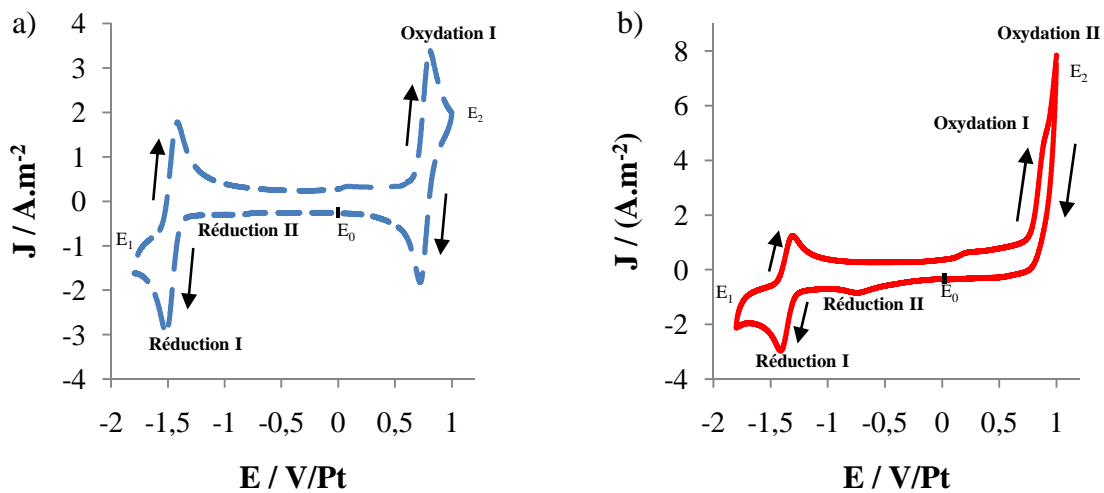 a)
Oxydation I
4
3
2
1
0
-1
-2
-3
-4
J / A.m-2
E2
E1
Réduction II
E0
Réduction I
-2 -1,5 -1 -0,5 0 0,5 1
E / V/Pt
b)
Oxydation II
8
6
4
2
0
-2
-4
J / (A.m-2)
E2
Oxydation I
E1
E0
Réduction II
Réduction I
-2 -1,5 -1 -0,5 0 0,5 1
E / V/Pt